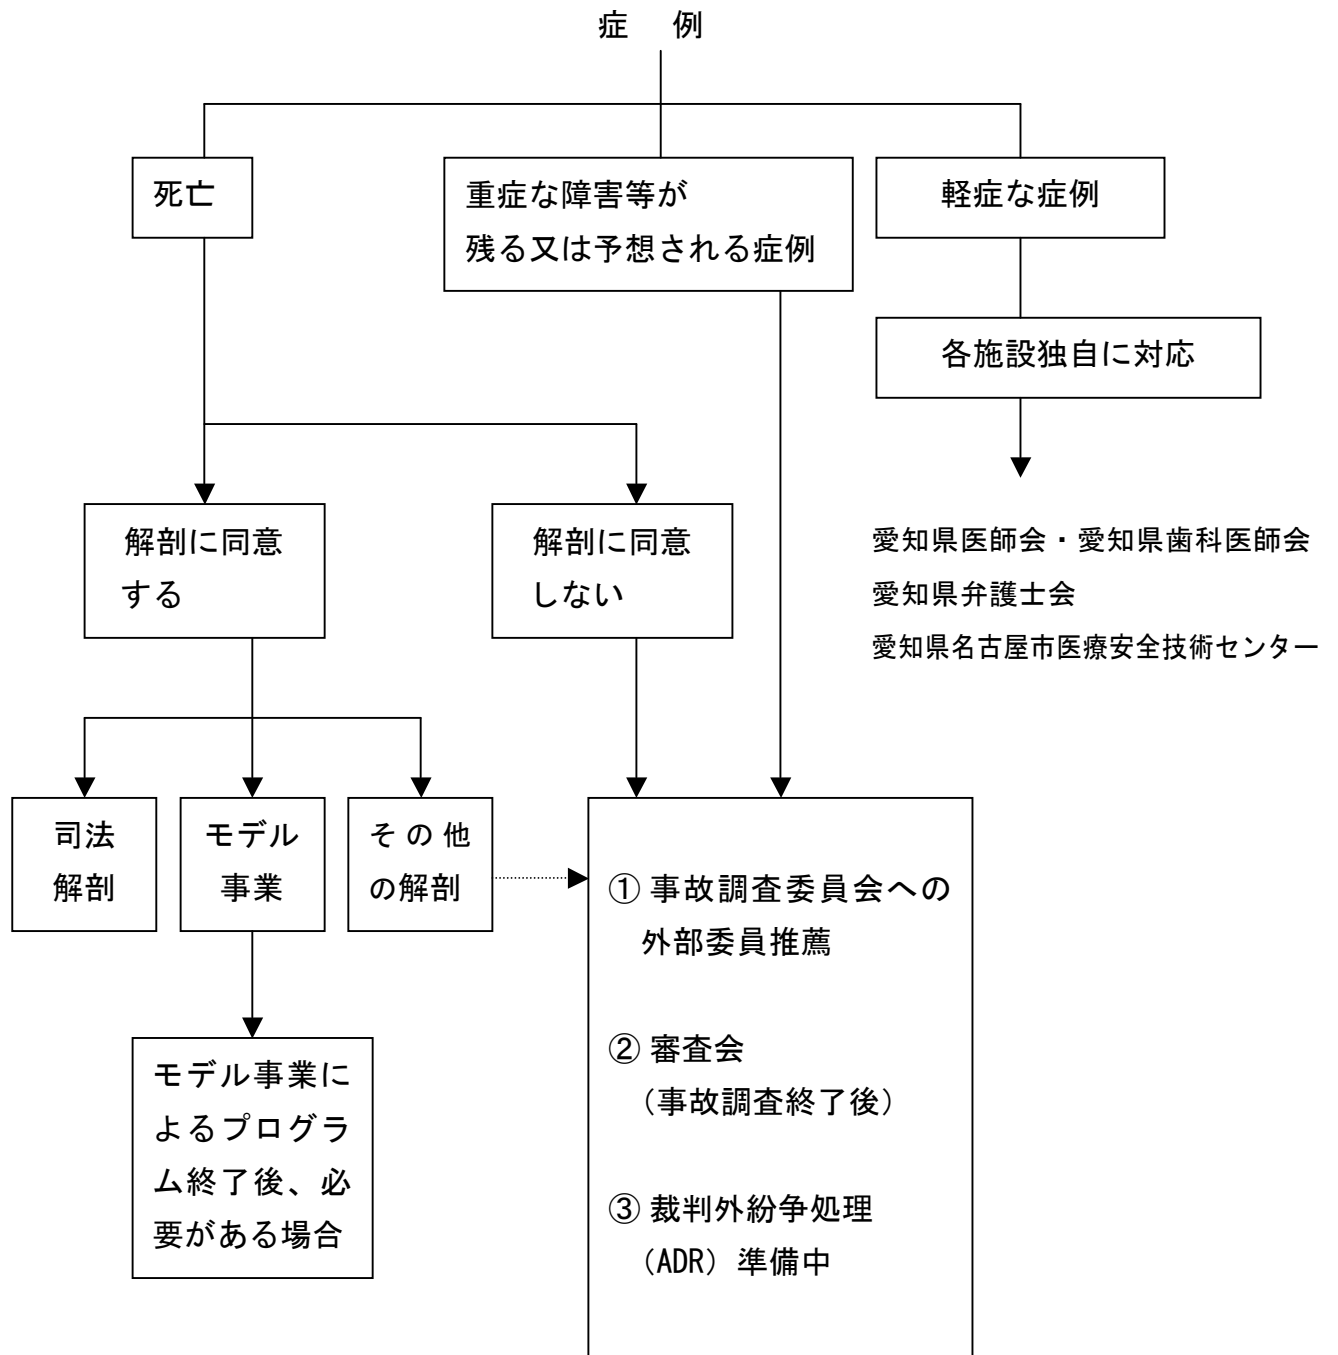 症 例
死亡
重症な障害等が
残る又は予想される症例
軽症な症例
各施設独自に対応
解剖に同意
する
解剖に同意
しない
愛知県医師会・愛知県歯科医師会
愛知県弁護士会
愛知県名古屋市医療安全技術センター
司法
解剖
モデル
事業
その他
の解剖
① 事故調査委員会への
外部委員推薦
② 審査会
(事故調査終了後)
③ 裁判外紛争処理
(ADR) 準備中
モデル事業に
よるプログラ
ム終了後、必
要がある場合